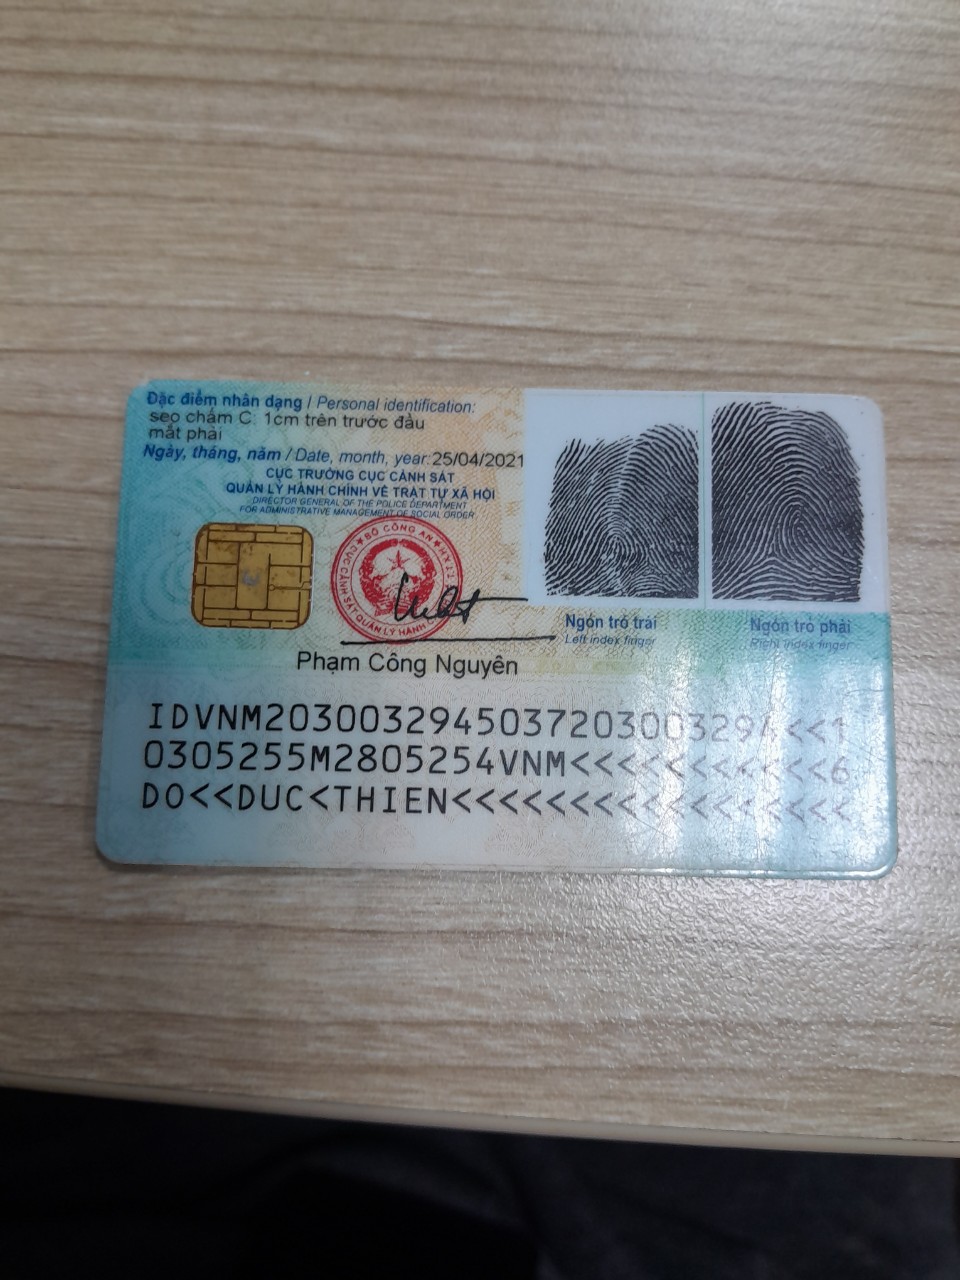 Đặc điểm nhân dạng / Personal identification:
sẹo chấm C: 1cm trên trước đầu
mắt phải
Ngày, tháng, năm / Date, month, year: 25/04/2021
CỤC TRƯỞNG CỤC CẢNH SÁT
QUẢN LÝ HÀNH CHÍNH VỀ TRẬT TỰ XÃ HỘI
DIRECTOR GENERAL OF THE POLICE DEPARTMENT
FOR ADMINISTRATIVE MANAGEMENT OF SOCIAL ORDER
BỘ CÔNG AN
CỤC CẢNH SÁT QUẢN LÝ HÀNH
Phạm Công Nguyên
Ngón trỏ trái
Left index finger
Ngón trỏ phải
Right index finger
IDVNM2030032945037203003294<<1
0305255M2805254VNM<<<<<<<<<<<6
DO<<DUC<THIEN<<<<<<<<<<<<<<<<<